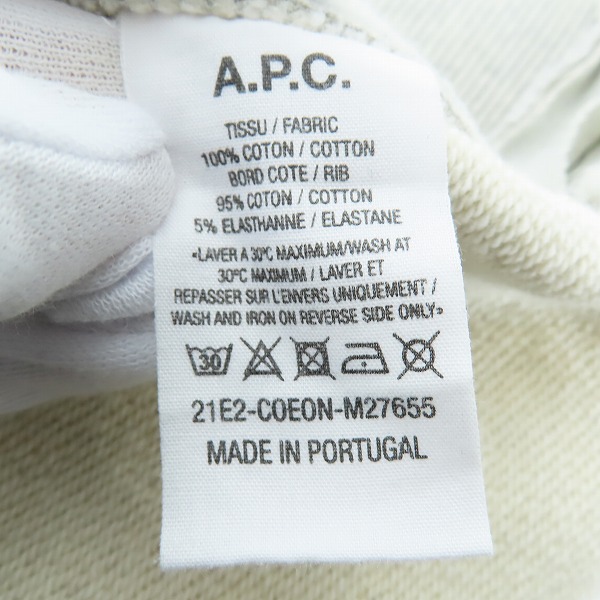 A.P.C.
TISSU / FABRIC
100% COTON / COTTON
BORD COTE / RIB
95% COTON / COTTON
5% ELASTHANNE / ELASTANE
«LAVER A 30°C MAXIMUM/WASH AT
30°C MAXIMUM / LAVER ET
REPASSER SUR L'ENVERS UNIQUEMENT /
WASH AND IRON ON REVERSE SIDE ONLY»
30
21E2-COEON-M27655
MADE IN PORTUGAL